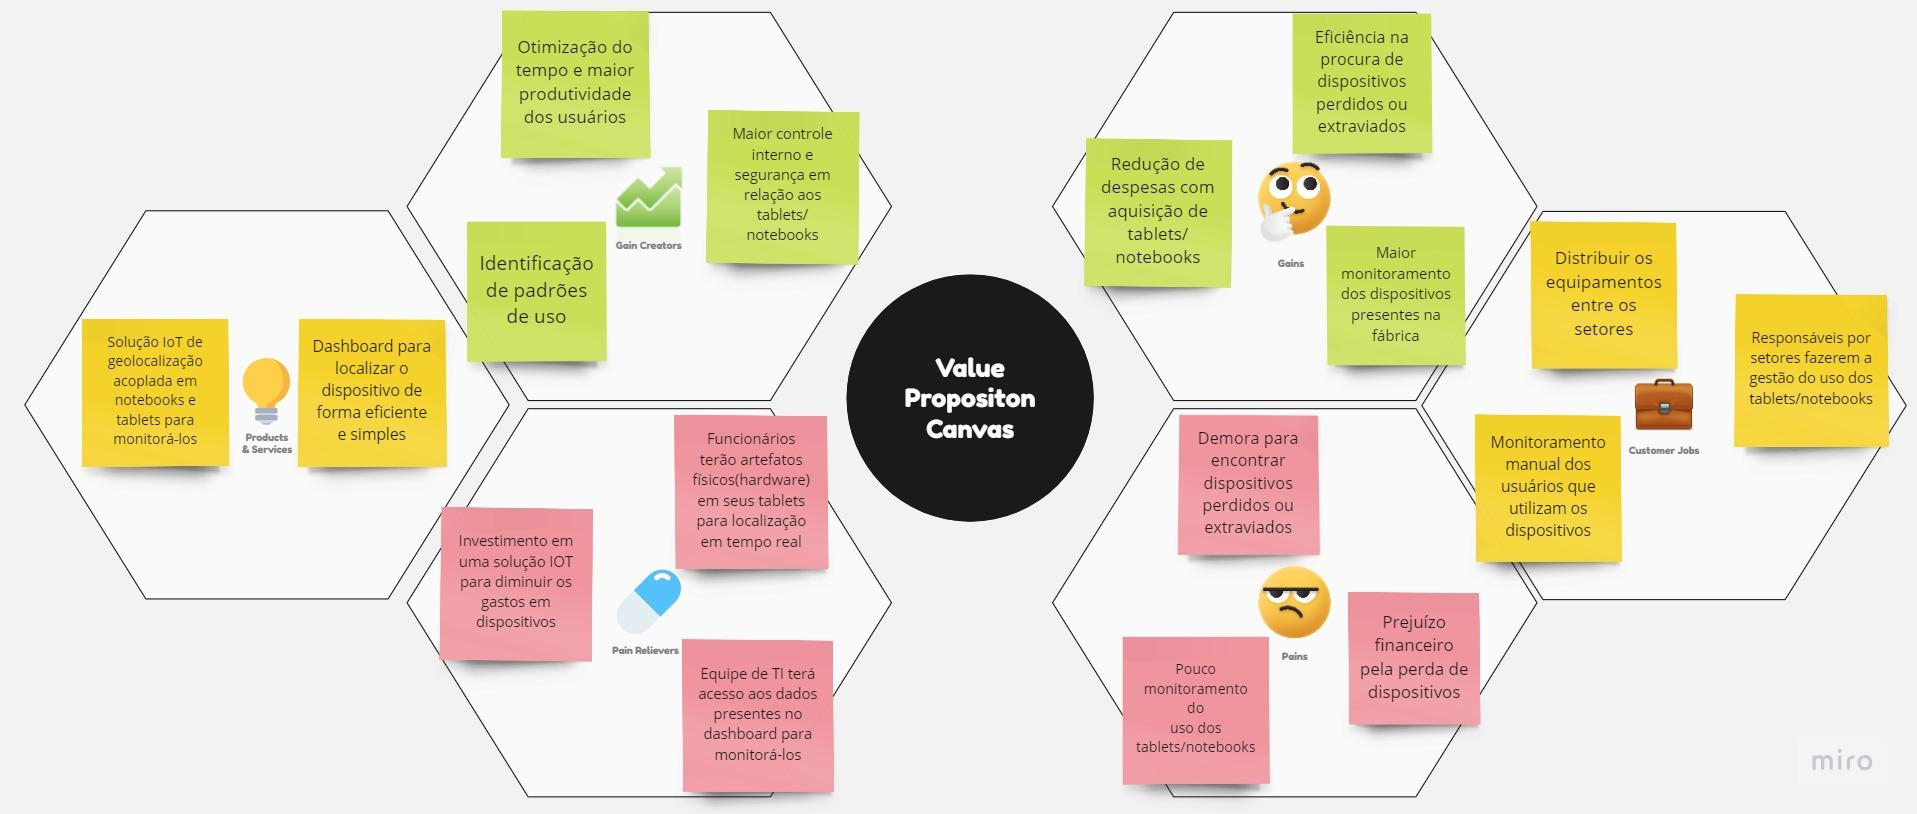 Otimização do
tempo e maior
produtividade
dos usuários
Maior controle
interno e
segurança em
relação aos
tablets/
notebooks
Identificação
de padrões
de uso
Gain Creators
Solução IoT de
geolocalização
acoplada em
notebooks e
tablets para
monitorá-los
Products
& Services
Dashboard para
localizar o
dispositivo de
forma eficiente
e simples
Funcionários
terão artefatos
físicos(hardware)
em seus tablets
para localização
em tempo real
Investimento em
uma solução IOT
para diminuir os
gastos em
dispositivos
Pain Relievers
Equipe de TI terá
acesso aos dados
presentes no
dashboard para
monitorá-los
Value
Propositon
Canvas
Eficiência na
procura de
dispositivos
perdidos ou
extraviados
Redução de
despesas com
aquisição de
tablets/
notebooks
Gains
Maior
monitoramento
dos dispositivos
presentes na
fábrica
Distribuir os
equipamentos
entre os
setores
Responsáveis por
setores fazerem a
gestão do uso dos
tablets/notebooks
Customer Jobs
Monitoramento
manual dos
usuários que
utilizam os
dispositivos
Demora para
encontrar
dispositivos
perdidos ou
extraviados
Pains
Prejuízo
financeiro
pela perda de
dispositivos
Pouco
monitoramento
do
uso dos
tablets/notebooks
miro